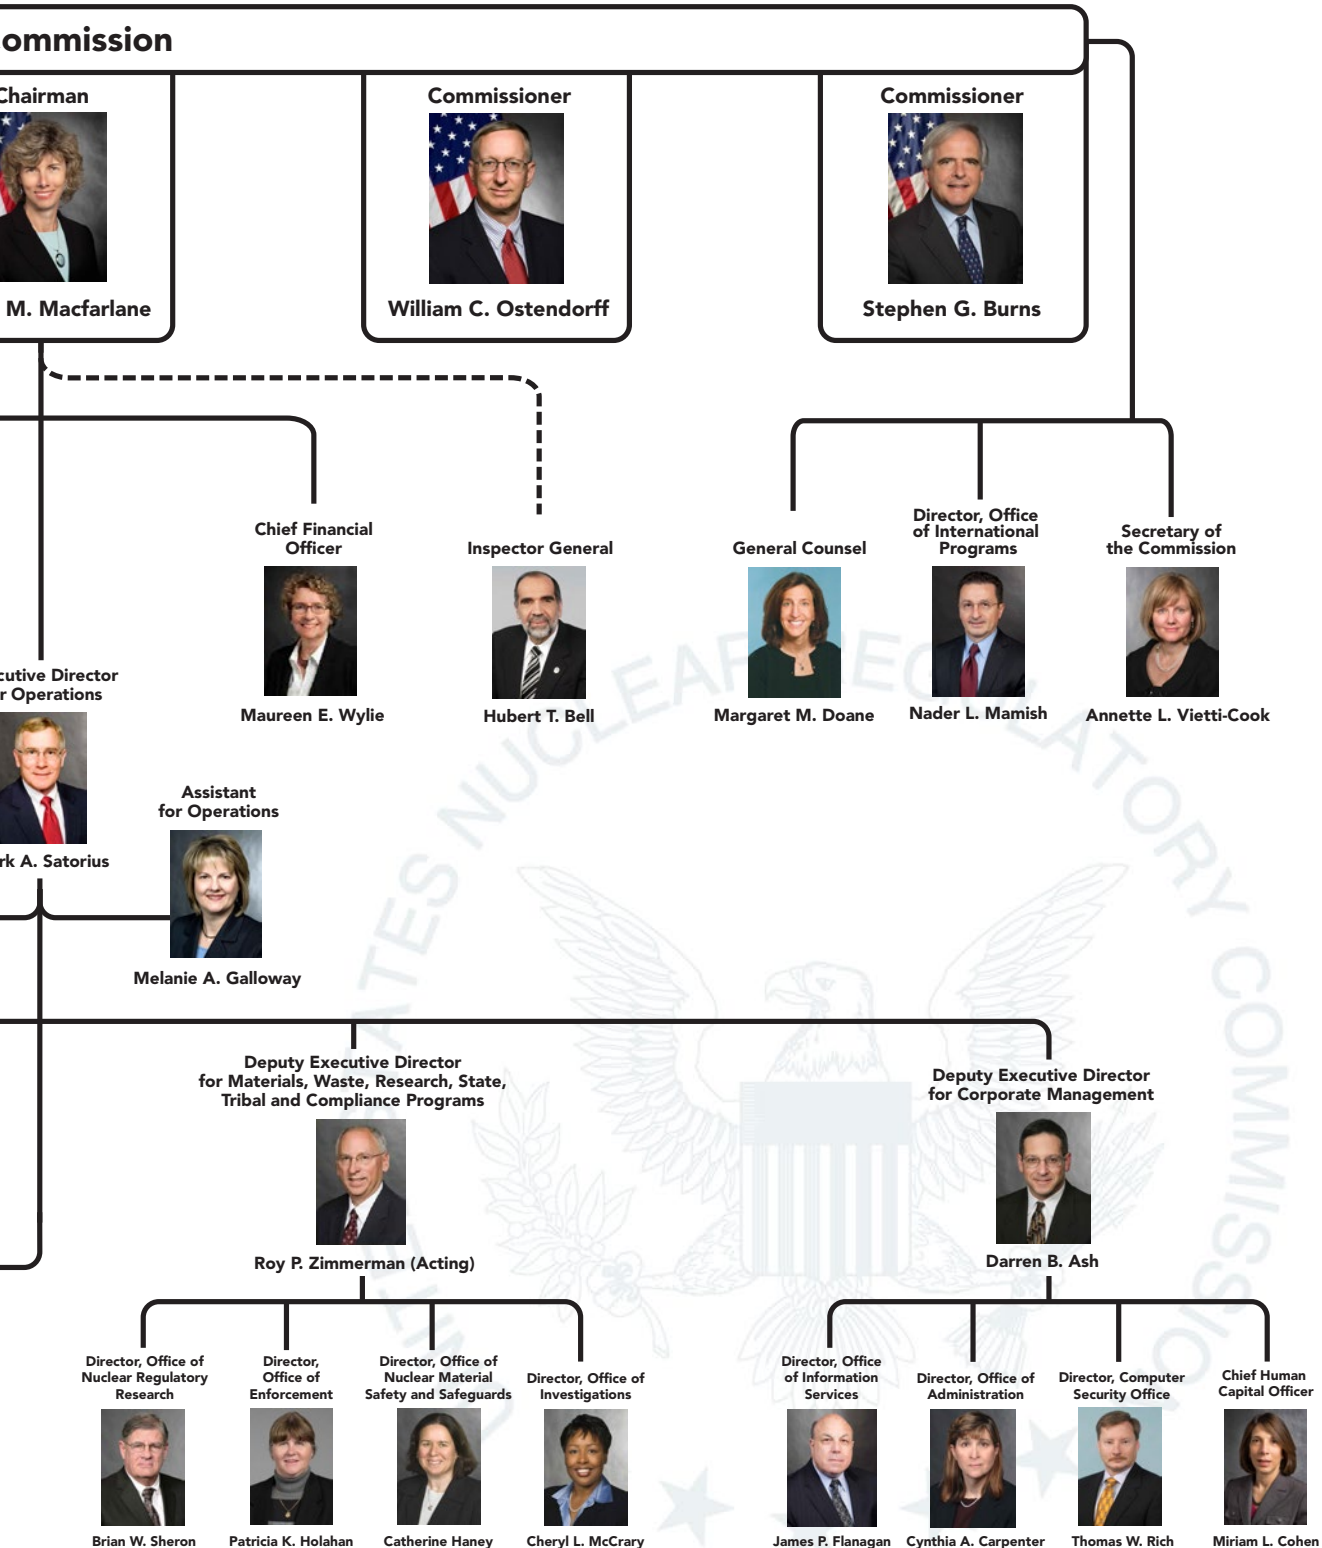 ommission
Chairman
Commissioner
Commissioner
M. Macfarlane
William C. Ostendorff
Stephen G. Burns
Chief Financial
Officer
Inspector General
General Counsel
Director, Office
of International
Programs
Secretary of
the Commission
Maureen E. Wylie
Hubert T. Bell
Margaret M. Doane
Nader L. Mamish
Annette L. Vietti-Cook
cutive Director
r Operations
rk A. Satorius
Assistant
for Operations
Melanie A. Galloway
Deputy Executive Director
for Materials, Waste, Research, State,
Tribal and Compliance Programs
Roy P. Zimmerman (Acting)
Deputy Executive Director
for Corporate Management
Darren B. Ash
Director, Office of
Nuclear Regulatory
Research
Director,
Office of
Enforcement
Director, Office of
Nuclear Material
Safety and Safeguards
Director, Office of
Investigations
Director, Office
of Information
Services
Director, Office of
Administration
Director, Computer
Security Office
Chief Human
Capital Officer
Brian W. Sheron
Patricia K. Holahan
Catherine Haney
Cheryl L. McCrary
James P. Flanagan
Cynthia A. Carpenter
Thomas W. Rich
Miriam L. Cohen
UNITED STATES NUCLEAR REGULATORY COMMISSION